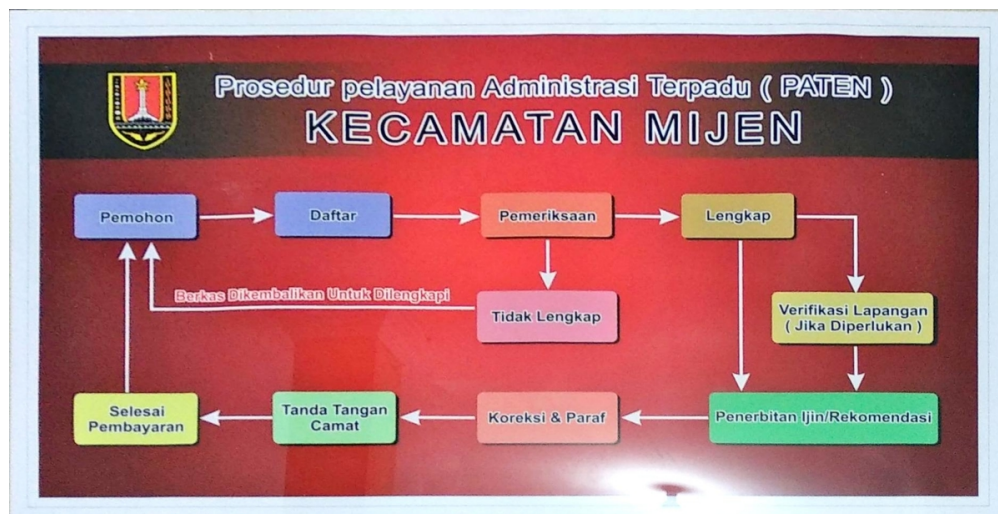 Prosedur pelayanan Administrasi Terpadu ( PATEN )
KECAMATAN MIJEN
Pemohon
Daftar
Pemeriksaan
Lengkap
Berkas Dikembalikan Untuk Dilengkapi
Tidak Lengkap
Verifikasi Lapangan
( Jika Diperlukan )
Selesai
Pembayaran
Tanda Tangan
Camat
Koreksi & Paraf
Penerbitan Ijin/Rekomendasi